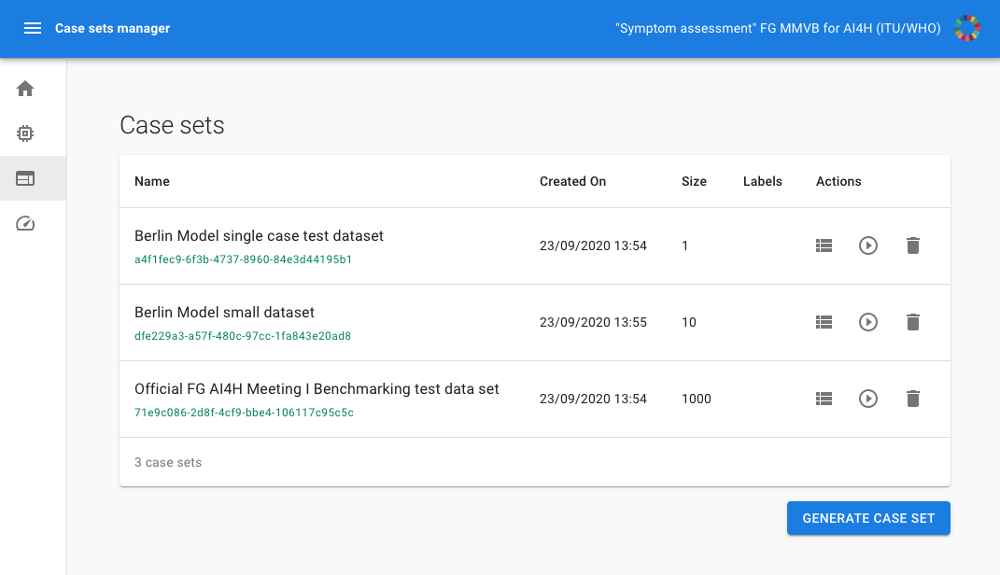 Case sets manager
"Symptom assessment" FG MMVB for AI4H (ITU/WHO)
Case sets
Name Created On Size Labels Actions
Berlin Model single case test dataset
a4f1fec9-6f3b-4737-8960-84e3d44195b1
23/09/2020 13:54 1
Berlin Model small dataset
dfe229a3-a57f-480c-97cc-1fa843e20ad8
23/09/2020 13:55 10
Official FG AI4H Meeting I Benchmarking test data set
71e9c086-2d8f-4cf9-bbe4-106117c95c5c
23/09/2020 13:54 1000
3 case sets
GENERATE CASE SET